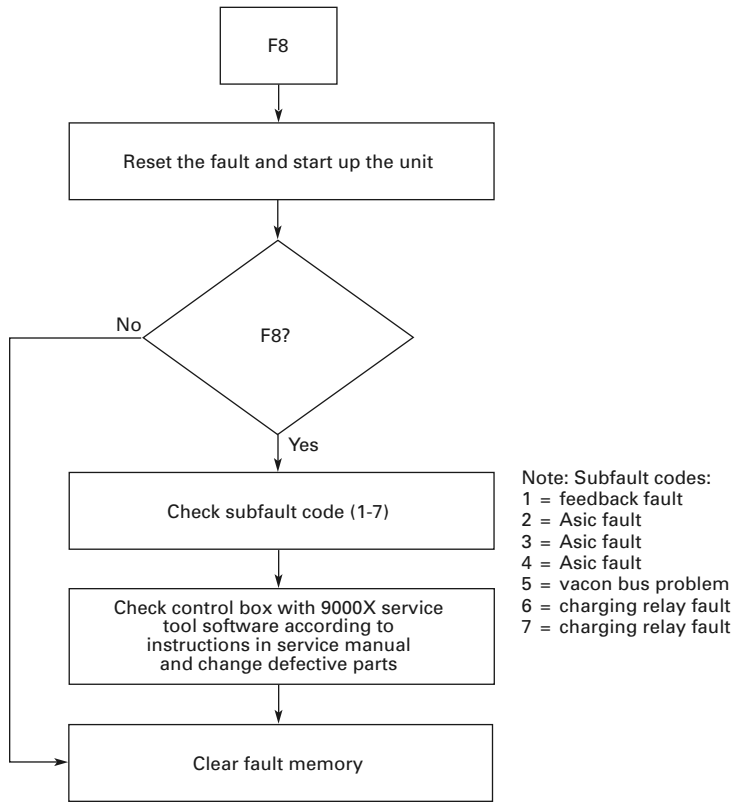 F8
Reset the fault and start up the unit
F8?
No
Yes
Check subfault code (1-7)
Note: Subfault codes:
1 = feedback fault
2 = Asic fault
3 = Asic fault
4 = Asic fault
5 = vacon bus problem
6 = charging relay fault
7 = charging relay fault
Check control box with 9000X service
tool software according to
instructions in service manual
and change defective parts
Clear fault memory